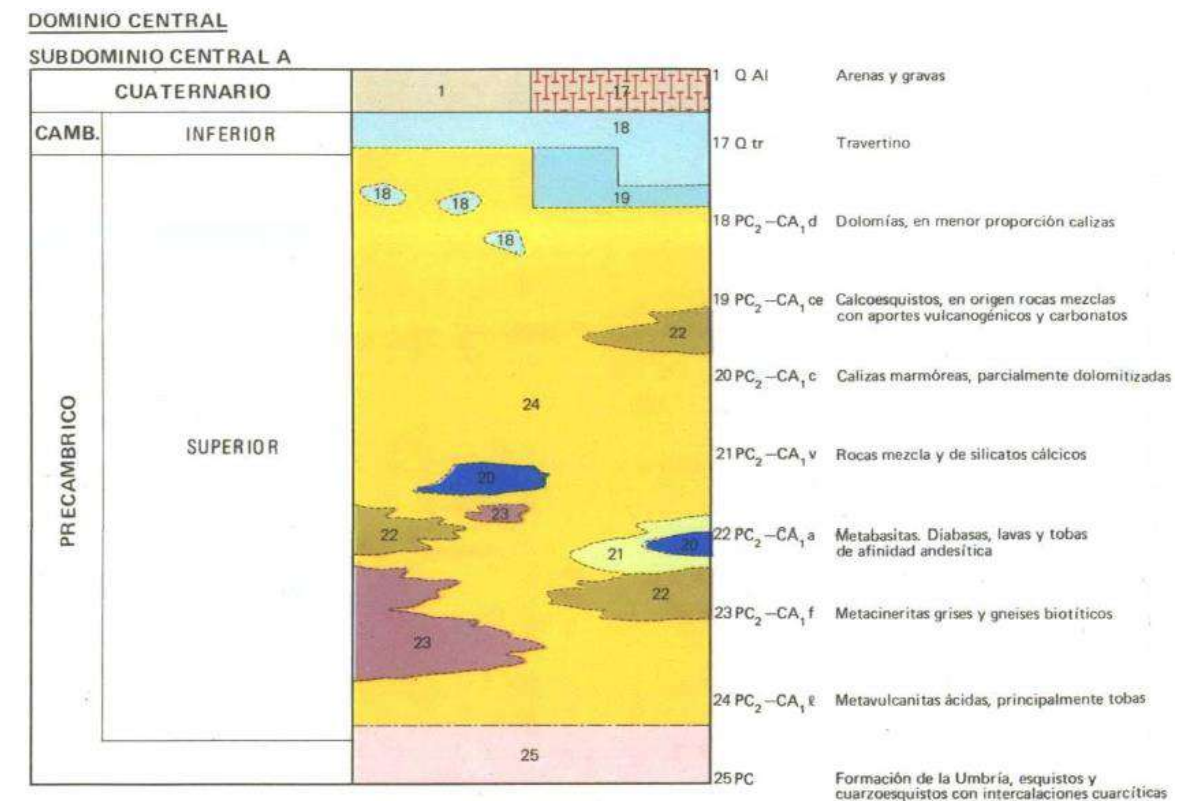 DOMINIO CENTRAL
SUBDOMINIO CENTRAL A
CUATERNARIO
1
17
1 Q Al Arenas y gravas
CAMB.
INFERIOR
18
17 Q tr Travertino
18
18
18
19
18 PC₂–CA₁ d Dolomías, en menor proporción calizas
19 PC₂–CA₁ ce Calcoesquistos, en origen rocas mezclas
con aportes vulcanogénicos y carbonatos
22
20 PC₂–CA₁ c Calizas marmóreas, parcialmente dolomitizadas
24
PRECAMBRICO
SUPERIOR
21 PC₂–CA₁ v Rocas mezcla y de silicatos cálcicos
20
23
22
21
20
22 PC₂–CA₁ a Metabasitas. Diabasas, lavas y tobas
de afinidad andesítica
22
23 PC₂–CA₁ f Metacineritas grises y gneises biotíticos
23
24 PC₂–CA₁ ℓ Metavulcanitas ácidas, principalmente tobas
25
25 PC Formación de la Umbría, esquistos y
cuarzoesquistos con intercalaciones cuarcíticas